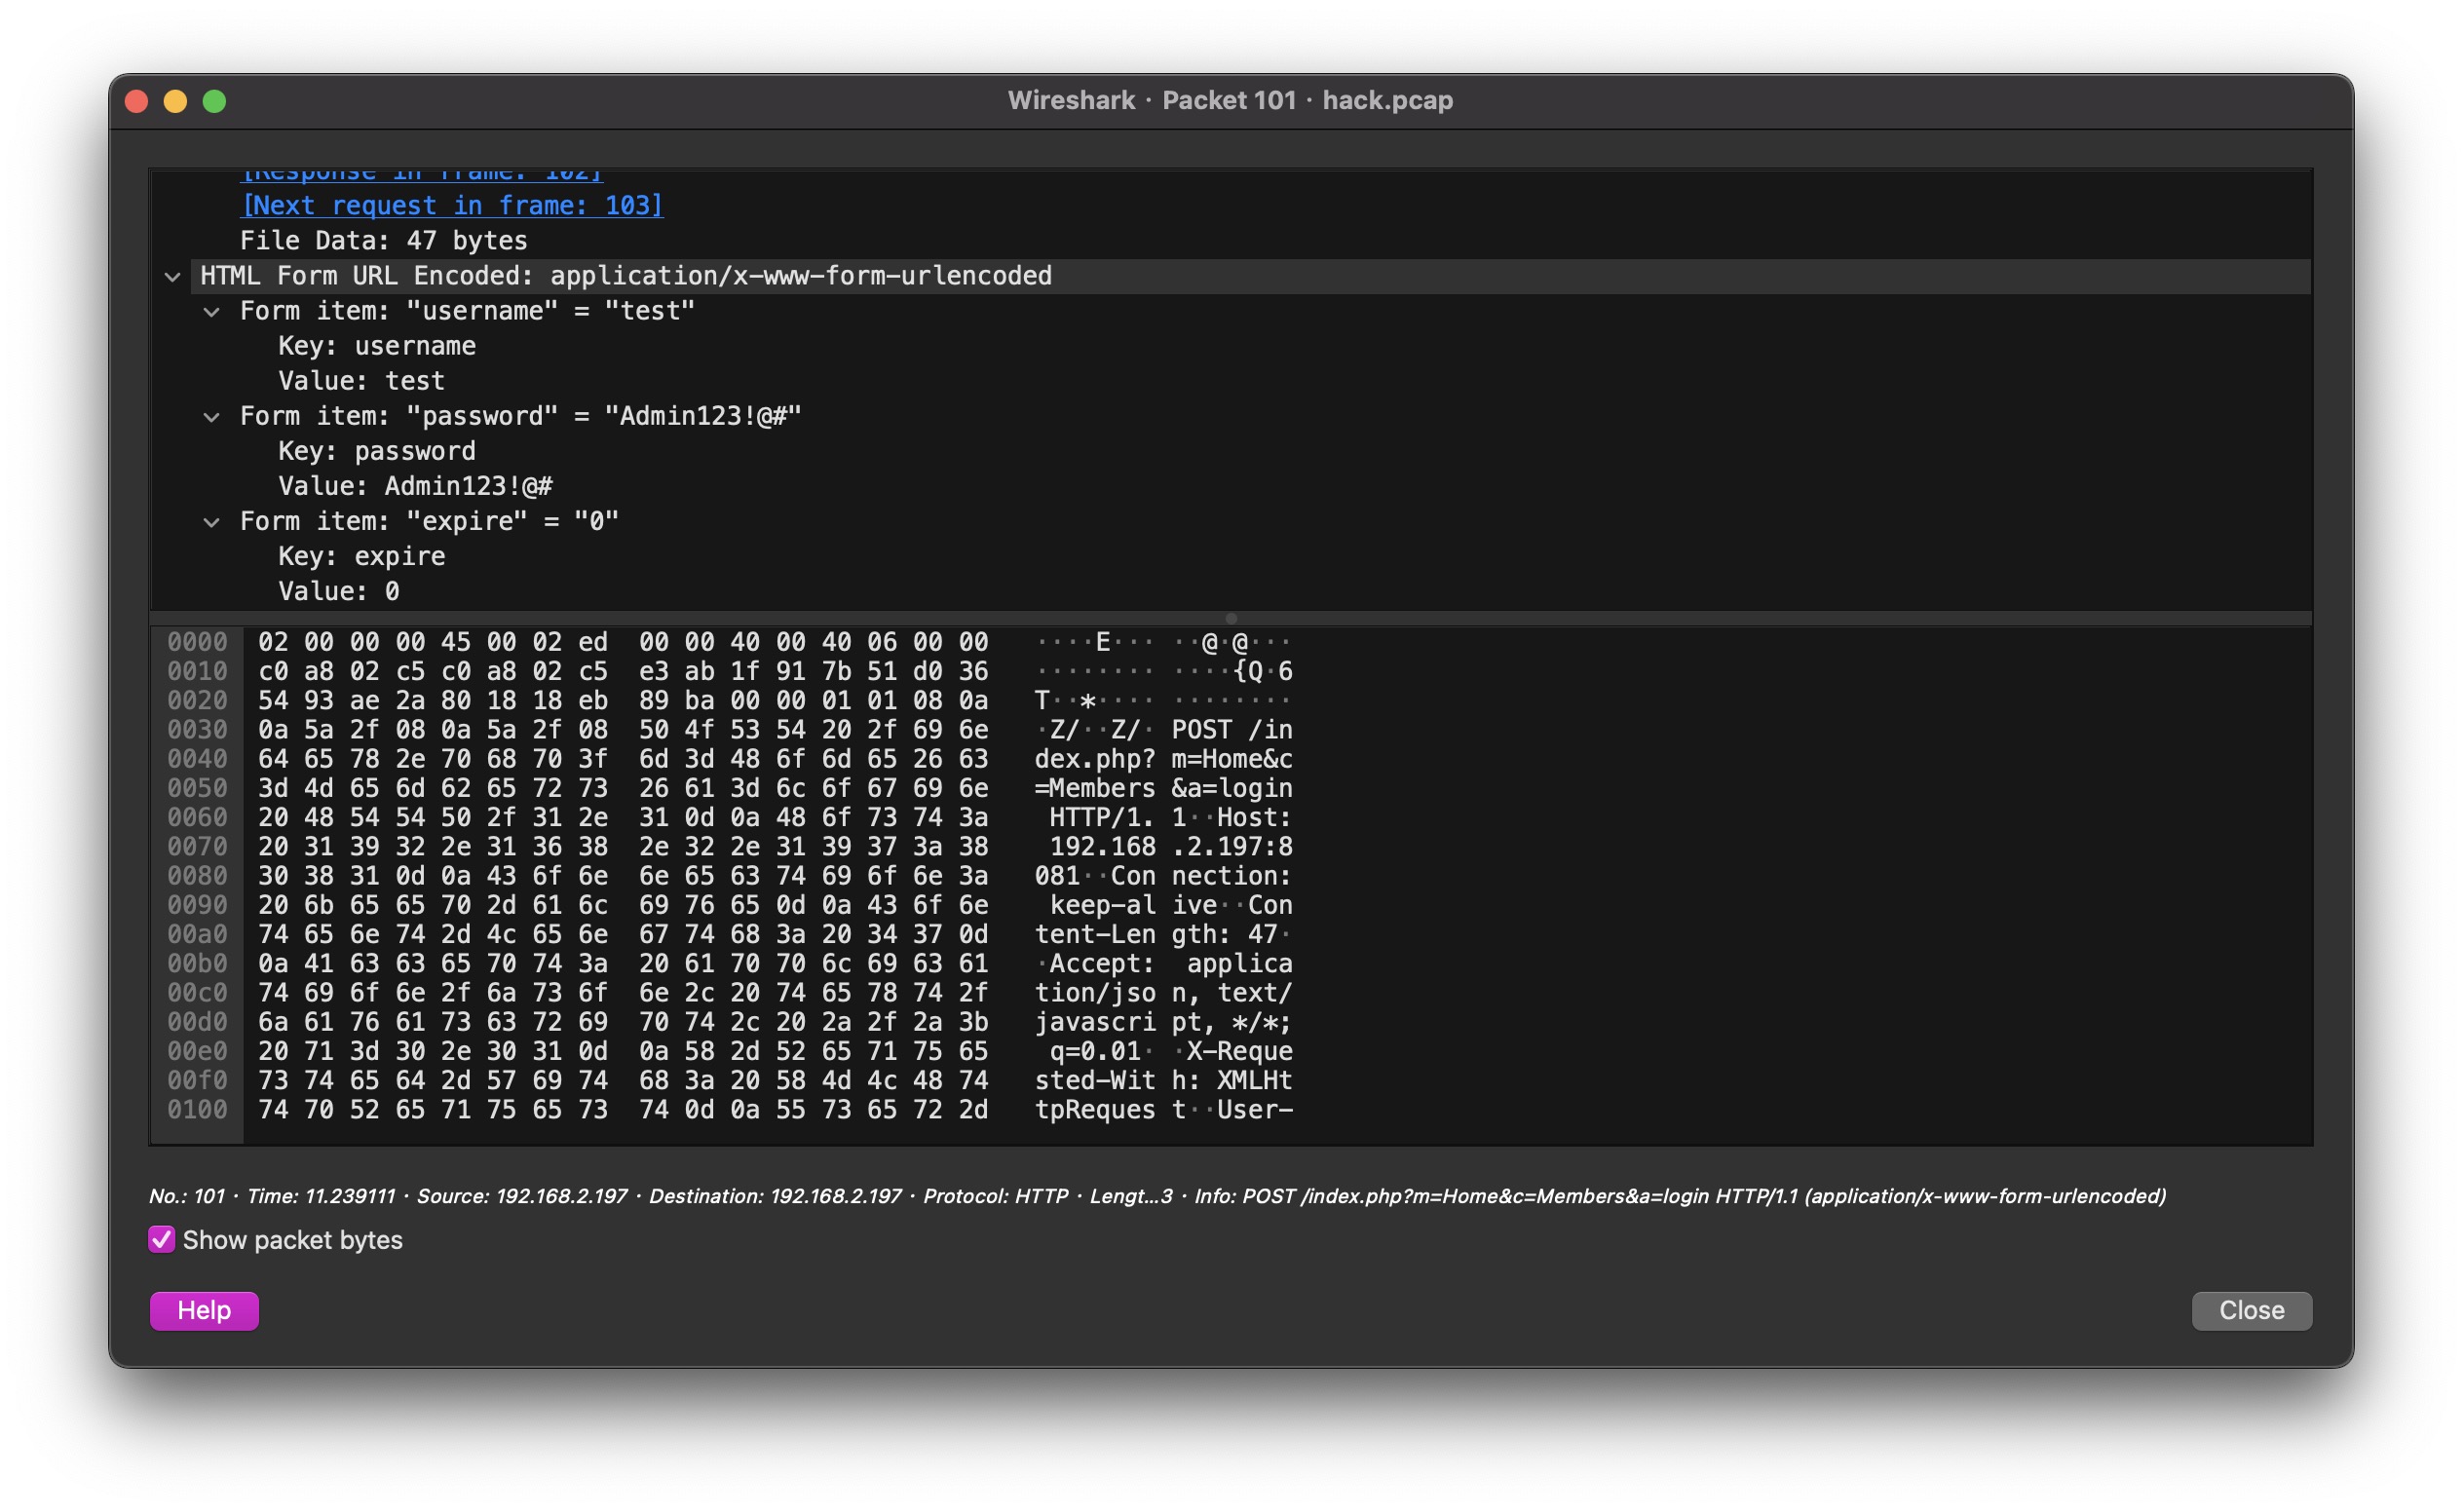 Wireshark · Packet 101 · hack.pcap
[Response in frame: 102]
[Next request in frame: 103]
File Data: 47 bytes
HTML Form URL Encoded: application/x-www-form-urlencoded
Form item: "username" = "test"
Key: username
Value: test
Form item: "password" = "Admin123!@#"
Key: password
Value: Admin123!@#
Form item: "expire" = "0"
Key: expire
Value: 0
0000 02 00 00 00 45 00 02 ed 00 00 40 00 40 06 00 00 ····E··· ··@·@···
0010 c0 a8 02 c5 c0 a8 02 c5 e3 ab 1f 91 7b 51 d0 36 ········ ····{Q·6
0020 54 93 ae 2a 80 18 18 eb 89 ba 00 00 01 01 08 0a T··*···· ········
0030 0a 5a 2f 08 0a 5a 2f 08 50 4f 53 54 20 2f 69 6e ·Z/··Z/· POST /in
0040 64 65 78 2e 70 68 70 3f 6d 3d 48 6f 6d 65 26 63 dex.php? m=Home&c
0050 3d 4d 65 6d 62 65 72 73 26 61 3d 6c 6f 67 69 6e =Members &a=login
0060 20 48 54 54 50 2f 31 2e 31 0d 0a 48 6f 73 74 3a HTTP/1. 1··Host:
0070 20 31 39 32 2e 31 36 38 2e 32 2e 31 39 37 3a 38 192.168 .2.197:8
0080 30 38 31 0d 0a 43 6f 6e 6e 65 63 74 69 6f 6e 3a 081··Con nection:
0090 20 6b 65 65 70 2d 61 6c 69 76 65 0d 0a 43 6f 6e keep-al ive··Con
00a0 74 65 6e 74 2d 4c 65 6e 67 74 68 3a 20 34 37 0d tent-Len gth: 47·
00b0 0a 41 63 63 65 70 74 3a 20 61 70 70 6c 69 63 61 ·Accept: applica
00c0 74 69 6f 6e 2f 6a 73 6f 6e 2c 20 74 65 78 74 2f tion/jso n, text/
00d0 6a 61 76 61 73 63 72 69 70 74 2c 20 2a 2f 2a 3b javascri pt, */*;
00e0 20 71 3d 30 2e 30 31 0d 0a 58 2d 52 65 71 75 65 q=0.01· ·X-Reque
00f0 73 74 65 64 2d 57 69 74 68 3a 20 58 4d 4c 48 74 sted-Wit h: XMLHt
0100 74 70 52 65 71 75 65 73 74 0d 0a 55 73 65 72 2d tpReques t··User-
No.: 101 · Time: 11.239111 · Source: 192.168.2.197 · Destination: 192.168.2.197 · Protocol: HTTP · Lengt...3 · Info: POST /index.php?m=Home&c=Members&a=login HTTP/1.1 (application/x-www-form-urlencoded)
Show packet bytes
Help
Close